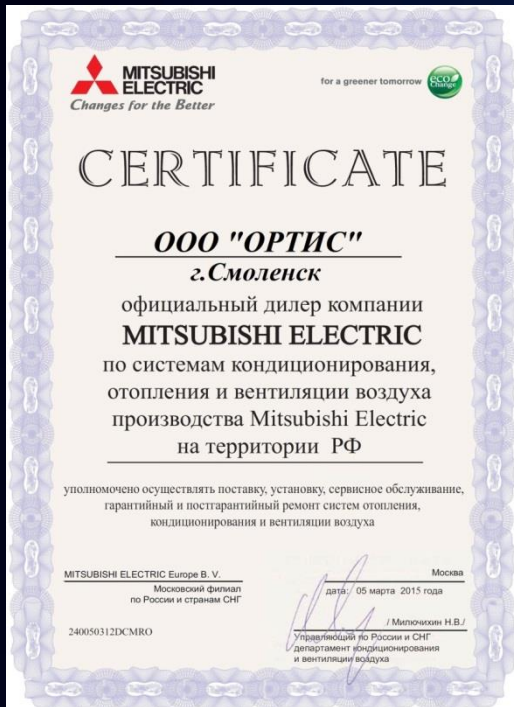 MITSUBISHI
ELECTRIC
Changes for the Better
for a greener tomorrow
eco
Change
CERTIFICATE
ООО "ОРТИС"
г.Смоленск
официальный дилер компании
MITSUBISHI ELECTRIC
по системам кондиционирования,
отопления и вентиляции воздуха
производства Mitsubishi Electric
на территории РФ
уполномочено осуществлять поставку, установку, сервисное обслуживание,
гарантийный и постгарантийный ремонт систем отопления,
кондиционирования и вентиляции воздуха
MITSUBISHI ELECTRIC Europe B. V.
Московский филиал
по России и странам СНГ
240050312DCMRO
Москва
дата: 05 марта 2015 года
/ Милючихин Н.В./
Управляющий по России и СНГ
департамент кондиционирования
и вентиляции воздуха